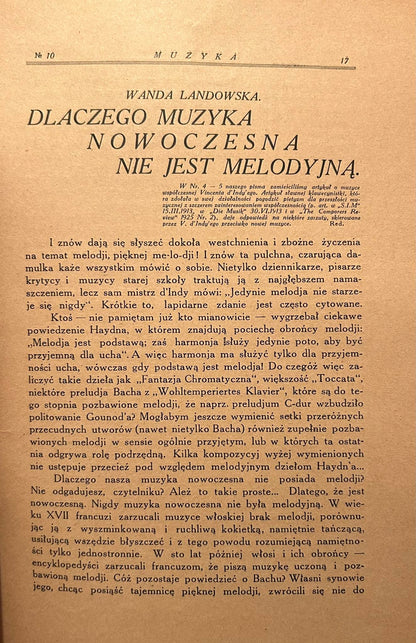 № 10 MUZYKA 17
WANDA LANDOWSKA.
DLACZEGO MUZYKA
NOWOCZESNA
NIE JEST MELODYJNĄ.
W Nr. 4 — 5 naszego pisma zamieściliśmy artykuł o muzyce
współczesnej Vincenta d'Indy'ego. Artykuł sławnej klawecynistki, któ-
ra zdołała w swej działalności pogodzić pietyzm dla przeszłości mu-
zycznej z szczerem zainteresowaniem współczesnością (p. art. w „S.I.M"
15.III.1913, w „Die Musik" 30.VI.1913 i w „The Composers Re-
view" 1925 Nr. 2), daje odpowiedź na niektóre zarzuty, skierowane
przez V. d'Indy'ego przeciwko nowej muzyce. Red.
I znów dają się słyszeć dokoła westchnienia i zbożne życzenia
na temat melodji, pięknej me-lo-dji! I znów ta pulchna, czarująca da-
mulka każe wszystkim mówić o sobie. Nietylko dziennikarze, pisarze
krytycy i muzycy starej szkoły traktują ją z najgłębszem nama-
szczeniem, lecz sam mistrz d'Indy mówi: „Jedynie melodja nie starze-
je się nigdy". Krótkie to, lapidarne zdanie jest często cytowane.
Ktoś — nie pamiętam już kto mianowicie — wygrzebał ciekawe
powiedzenie Haydna, w którem znajdują pociechę obrońcy melodji:
„Melodja jest podstawą; zaś harmonja służy jedynie poto, aby być
przyjemną dla ucha". A więc harmonja ma służyć tylko dla przyjem-
ności ucha, wówczas gdy podstawą jest melodja! Do czegóż więc za-
liczyć takie dzieła jak „Fantazja Chromatyczna", większość „Toccata",
niektóre preludja Bacha z „Wohltemperiertes Klavier", które są do te-
go stopnia pozbawione melodji, że naprz. preludjum C-dur wzbudziło
politowanie Gounod'a? Mogłabym jeszcze wymienić setki przeróżnych
przecudnych utworów (nawet nietylko Bacha) również zupełnie pozba-
wionych melodji w sensie ogólnie przyjętym, lub w których ta ostat-
nia odgrywa rolę podrzędną. Kilka kompozycyj wyżej wymienionych
nie ustępuje przecież pod względem melodyjnym dziełom Haydn'a...
Dlaczego nasza muzyka nowoczesna nie posiada melodji?
Nie odgadujesz, czytelniku? Ależ to takie proste... Dlatego, że jest
nowoczesną. Nigdy muzyka nowoczesna nie była melodyjną. W wie-
ku XVII francuzi zarzucali muzyce włoskiej brak melodji, porównu-
jąc ją z wyszminkowaną i ruchliwą kokietką, namiętnie tańczącą,
usiłującą wszędzie błyszczeć i z tego powodu rozumiejącą namiętno-
ści tylko jednostronnie. W sto lat później włosi i ich obrońcy —
encyklopedyści zarzucali francuzom, że piszą muzykę uczoną i po-
zbawioną melodji. Cóż pozostaje powiedzieć o Bachu? Właśni synowie
jego, chcąc posiąść tajemnicę pięknej melodji, zwrócili się nie do